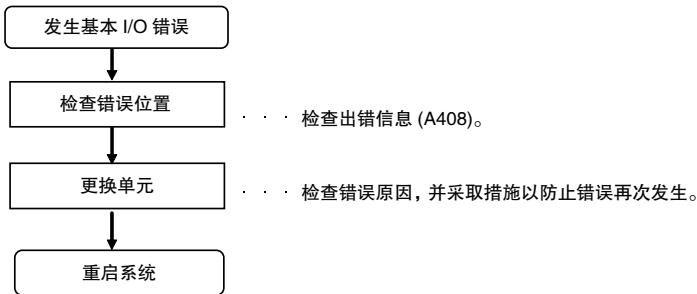 发生基本 I/O 错误
检查错误位置
· · · 检查出错信息 (A408)。
更换单元
· · · 检查错误原因，并采取措施以防止错误再次发生。
重启系统